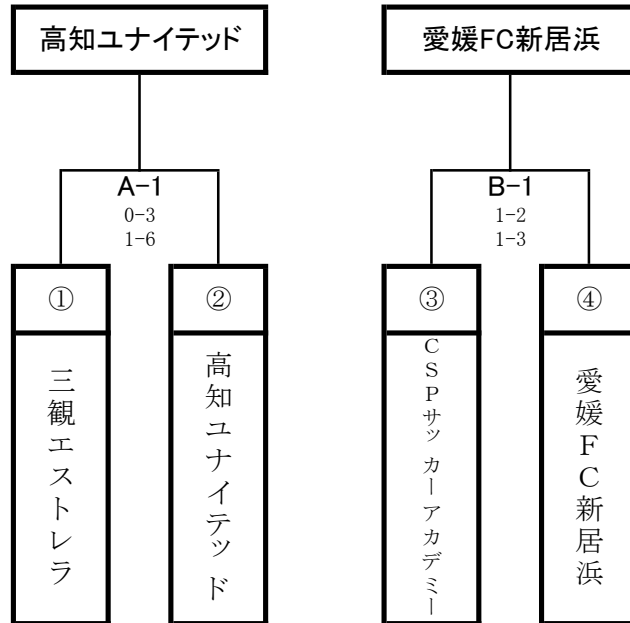 高知ユナイテッド
愛媛FC新居浜
A-1
0-3
1-6
B-1
1-2
1-3
①
②
③
④
三観エストレラ
高知ユナイテッド
CSPサッカーアカデミー
愛媛FC新居浜